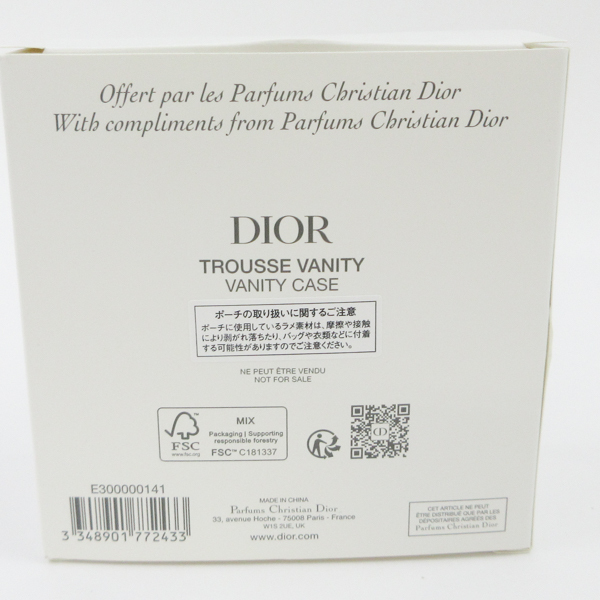 Offert par les Parfums Christian Dior
With compliments from Parfums Christian Dior
DIOR
TROUSSE VANITY
VANITY CASE
ポーチの取り扱いに関するご注意
ポーチに使用しているラメ素材は、摩擦や接触
により剥がれ落ちたり、バッグや衣類などに付着
する可能性がありますのでご注意ください。
NE PEUT ÊTRE VENDU
NOT FOR SALE
FSC
www.fsc.org
MIX
Packaging | Supporting
responsible forestry
FSC™ C181337
CD
E300000141
3 348901 772433
MADE IN CHINA
Parfums Christian Dior
33, avenue Hoche - 75008 Paris - France
W1S 2UE, UK
www.dior.com
CET ARTICLE NE PEUT
ÊTRE DISTRIBUÉ QUE PAR LES
DÉPOSITAIRES AGRÉÉS DES
Parfums Christian Dior